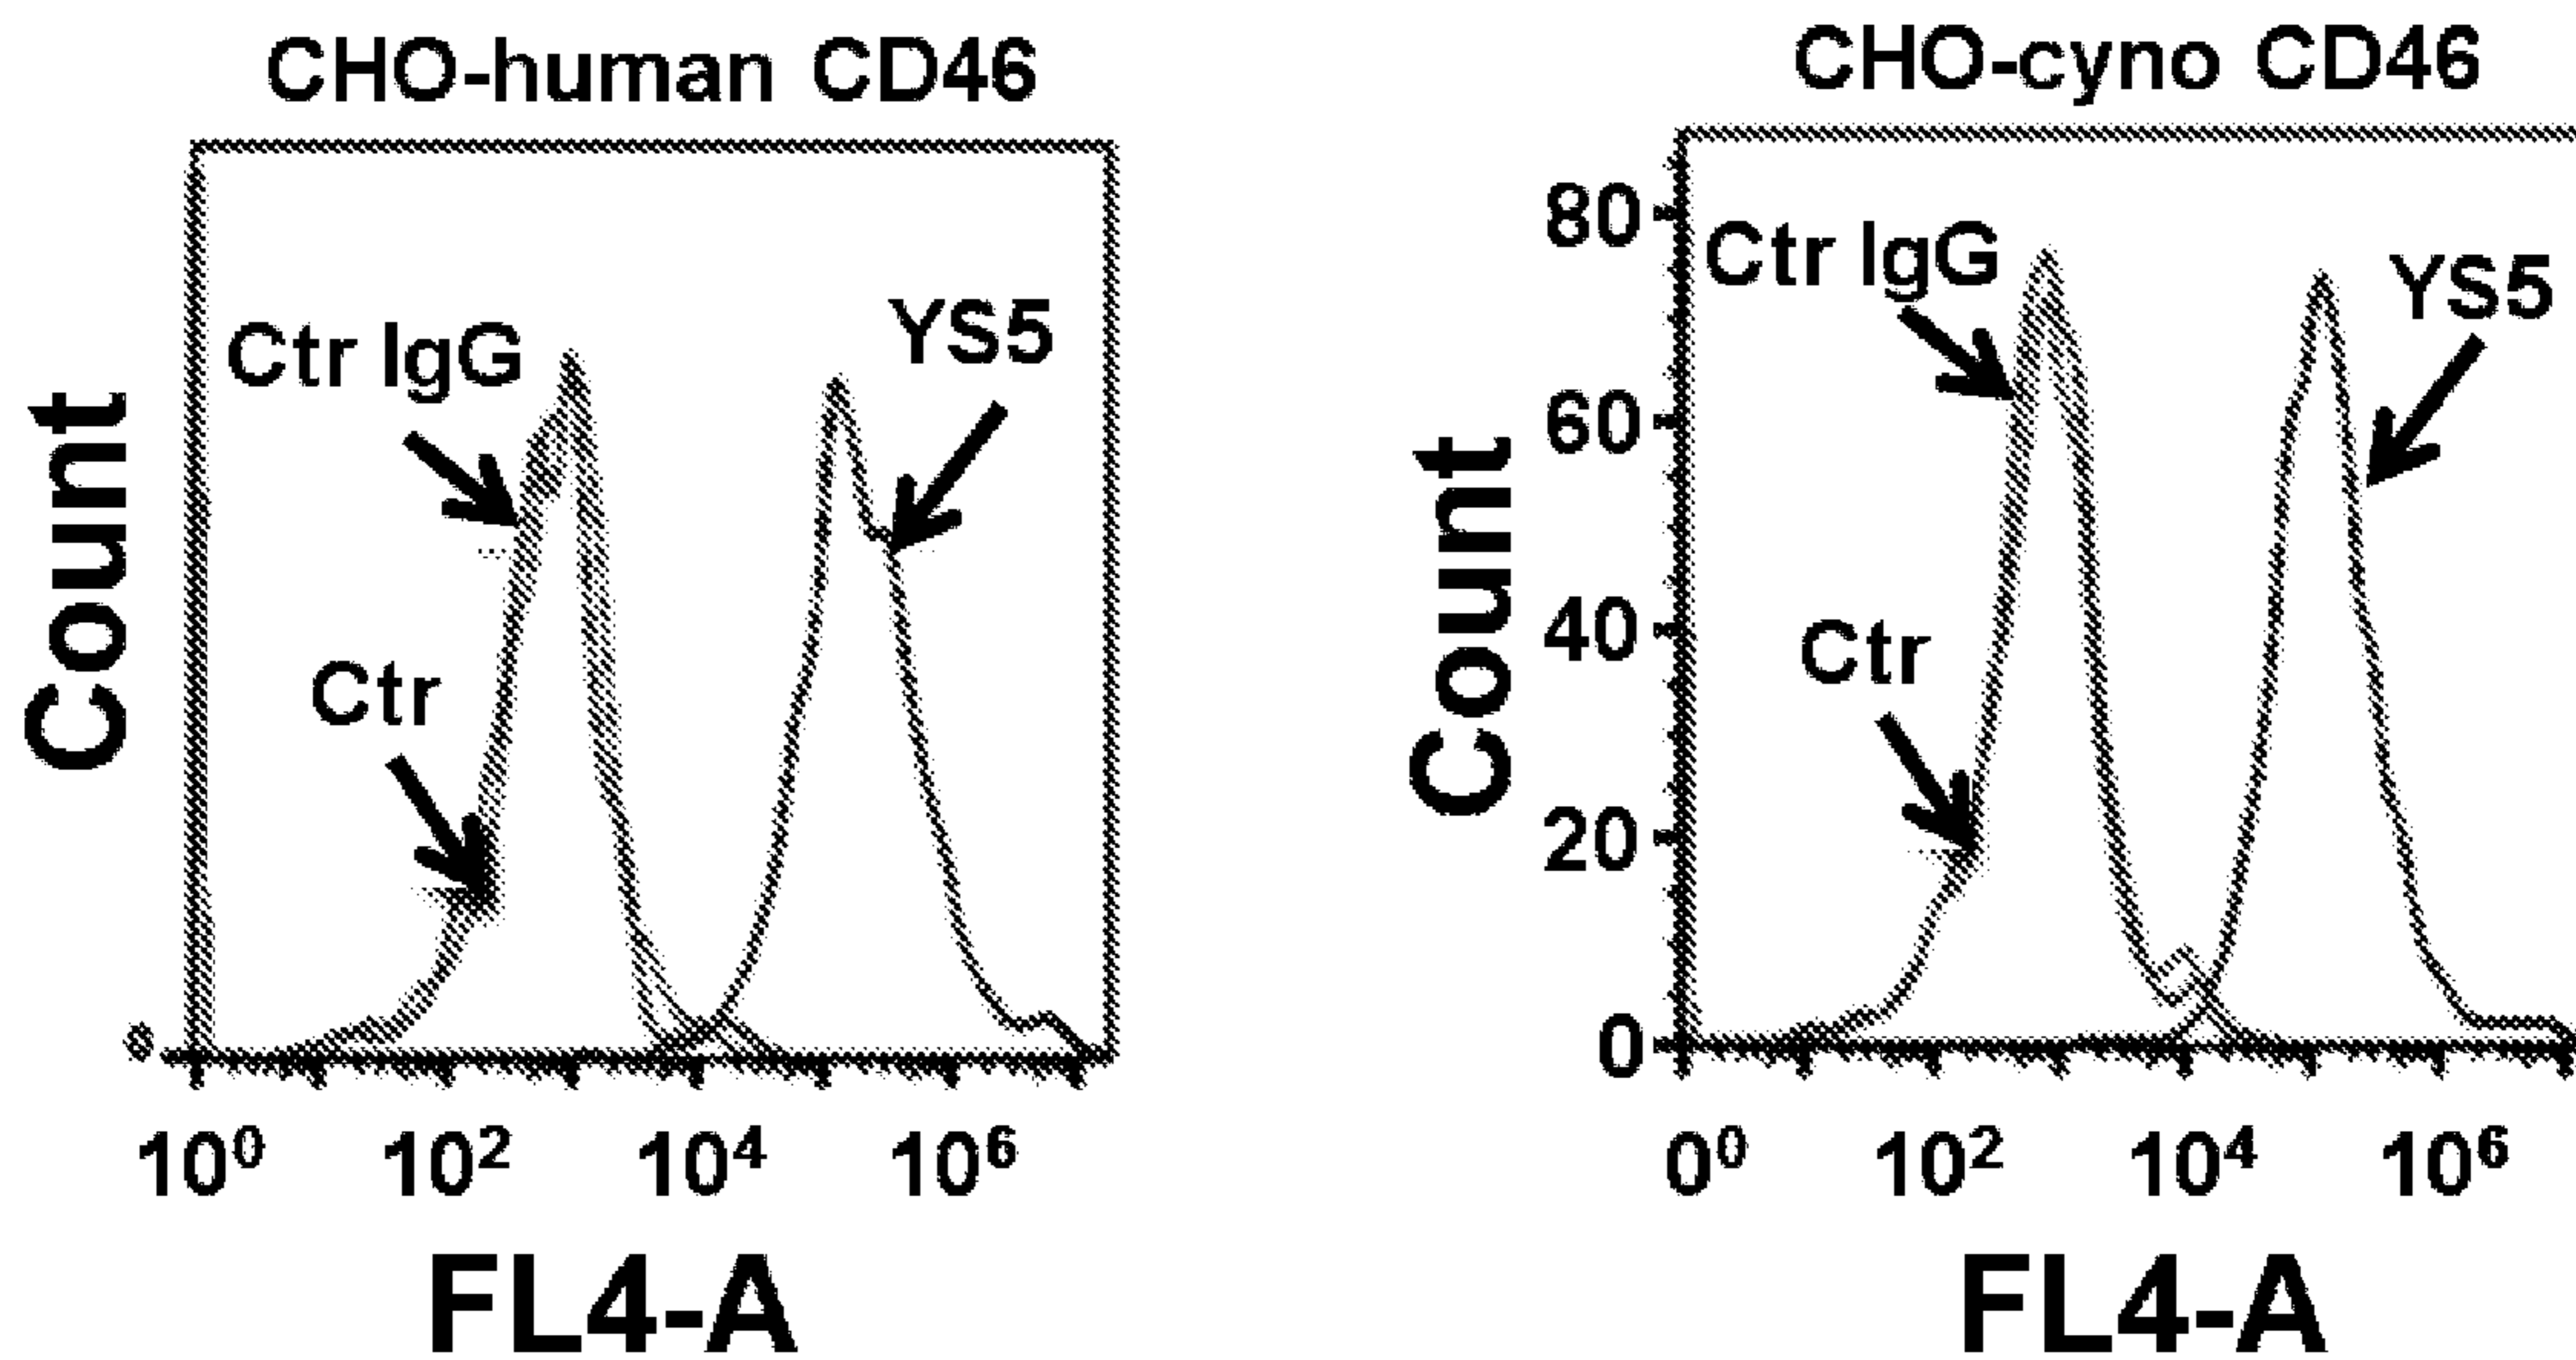 CHO-human CD46
Ctr IgG
YS5
Ctr
Count
0
10⁰ 10² 10⁴ 10⁶
FL4-A
CHO-cyno CD46
80
Ctr IgG
YS5
60
40
Ctr
20
0
Count
0⁰ 10² 10⁴ 10⁶
FL4-A